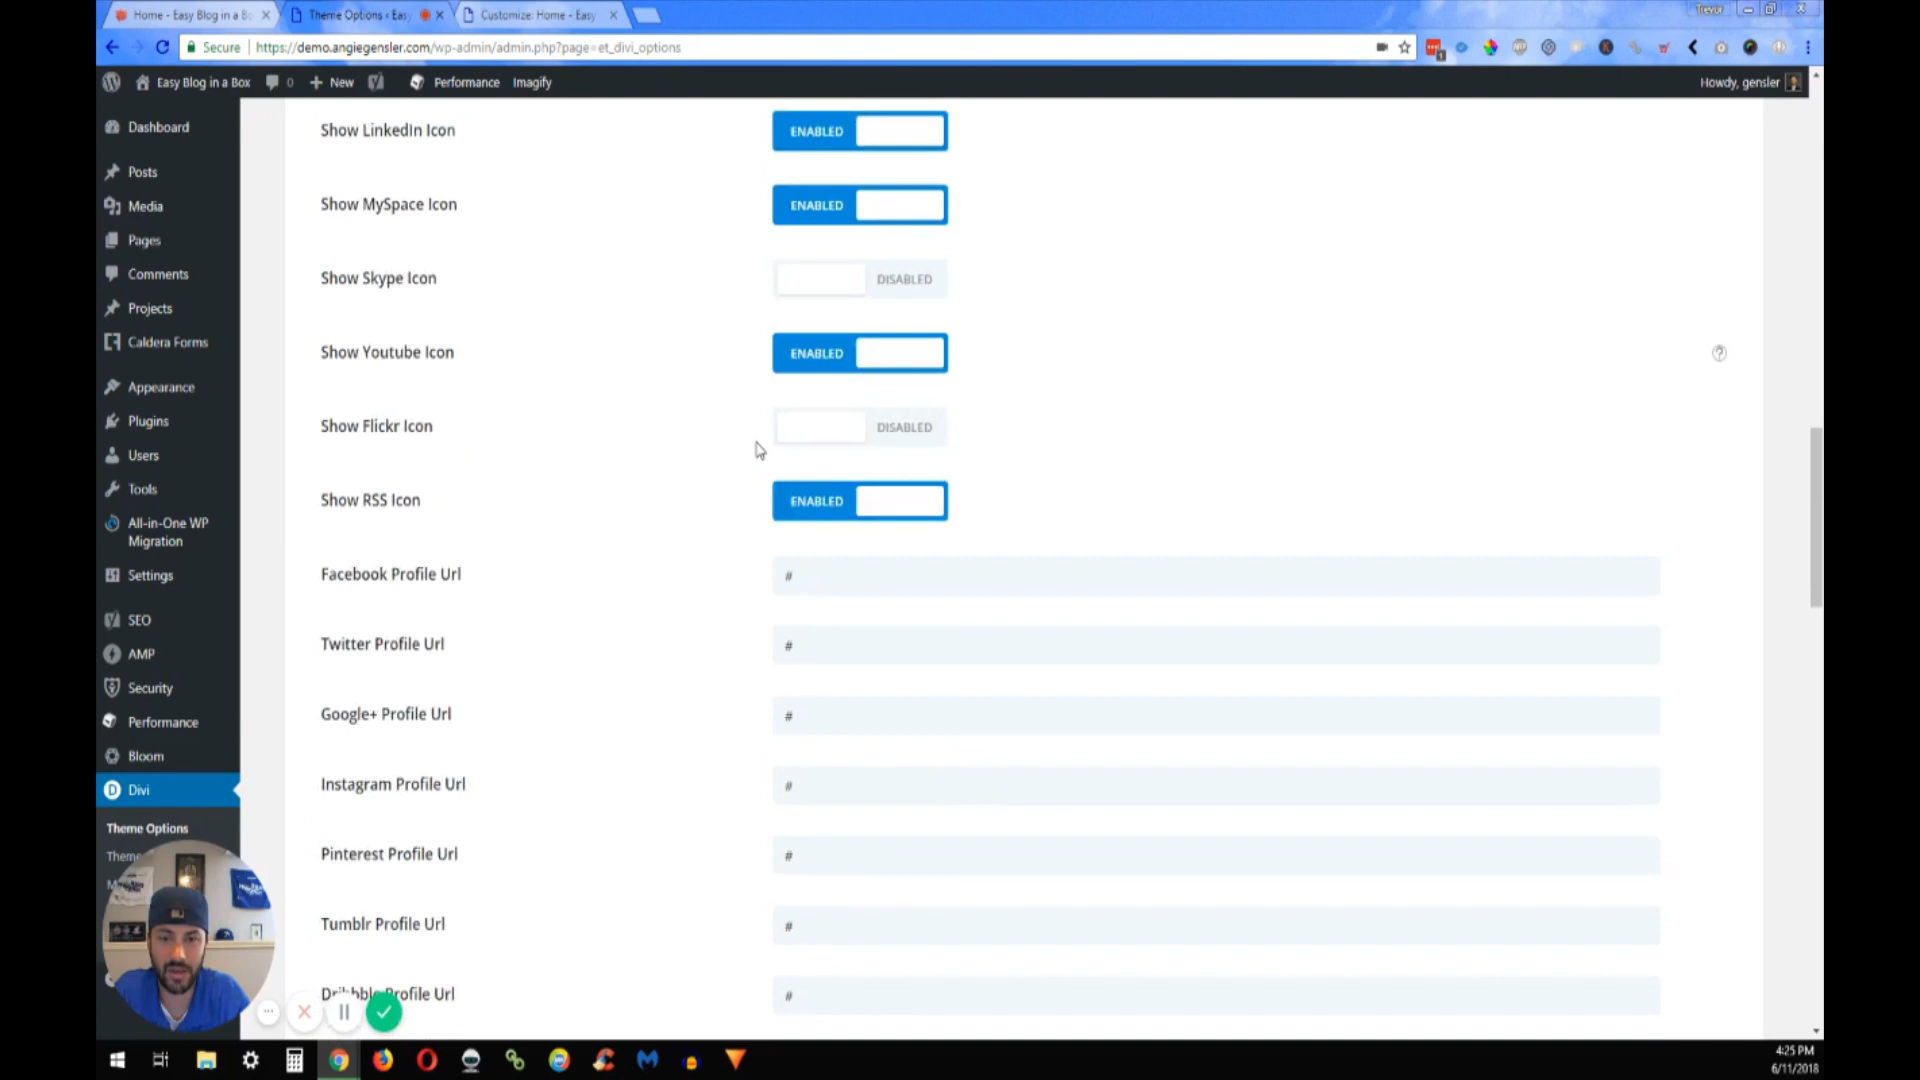 Home - Easy Blog in a B
Theme Options ‹ Eas
Customize: Home - Easy
Trevor
Secure
https://demo.angiegensler.com/wp-admin/admin.php?page=et_divi_options
Easy Blog in a Box
0
New
Performance
Imagify
Howdy, gensler
Dashboard
Posts
Media
Pages
Comments
Projects
Caldera Forms
Appearance
Plugins
Users
Tools
All-in-One WP
Migration
Settings
SEO
AMP
Security
Performance
Bloom
Divi
Theme Options
Theme
Show LinkedIn Icon
ENABLED
Show MySpace Icon
ENABLED
Show Skype Icon
DISABLED
Show Youtube Icon
ENABLED
Show Flickr Icon
DISABLED
Show RSS Icon
ENABLED
Facebook Profile Url
#
Twitter Profile Url
#
Google+ Profile Url
#
Instagram Profile Url
#
Pinterest Profile Url
#
Tumblr Profile Url
#
Dribbble Profile Url
#
4:25 PM
6/11/2018